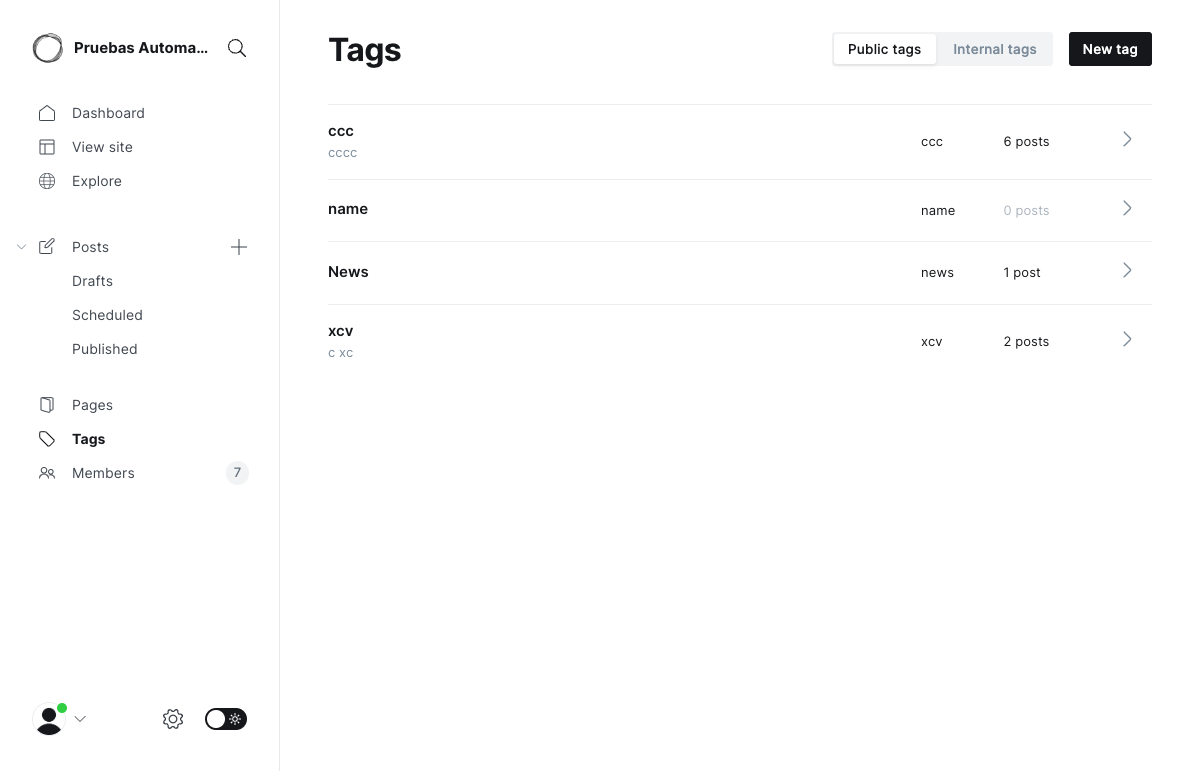 Pruebas Automa...
Dashboard
View site
Explore
Posts
Drafts
Scheduled
Published
Pages
Tags
Members 7
Tags
Public tags Internal tags New tag
ccc
cccc
ccc 6 posts
name
name 0 posts
News
news 1 post
xcv
c xc
xcv 2 posts